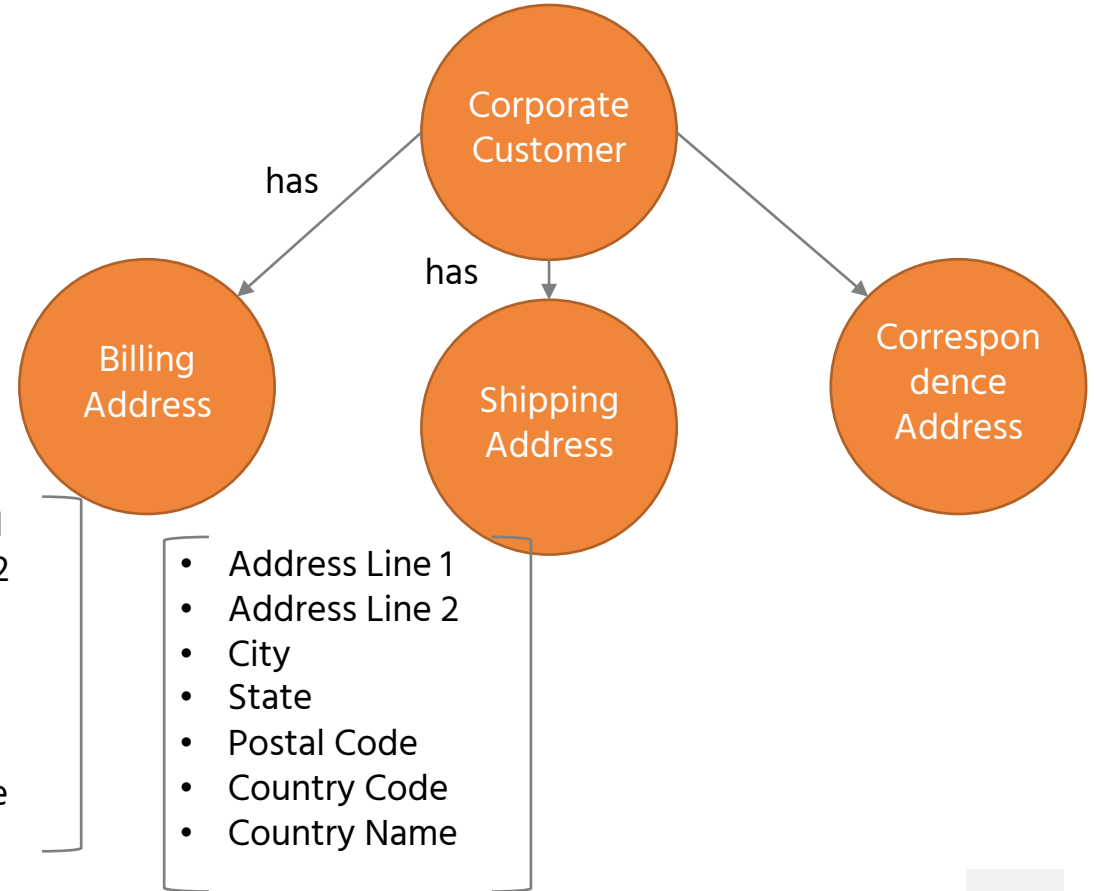 Corporate
Customer
has
has
Billing
Address
Shipping
Address
Correspon
dence
Address
2
• Address Line 1
• Address Line 2
• City
• State
• Postal Code
• Country Code
• Country Name
e